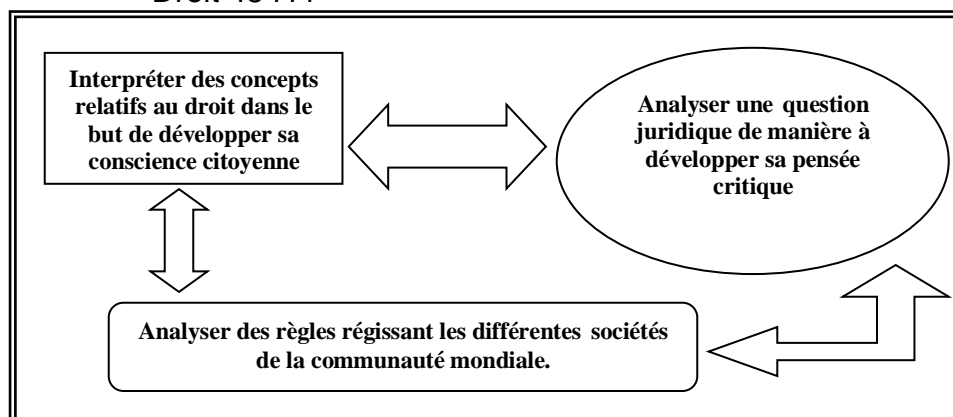 Interpréter des concepts
relatifs au droit dans le
but de développer sa
conscience citoyenne
Analyser une question
juridique de manière à
développer sa pensée
critique
Analyser des règles régissant les différentes sociétés
de la communauté mondiale.